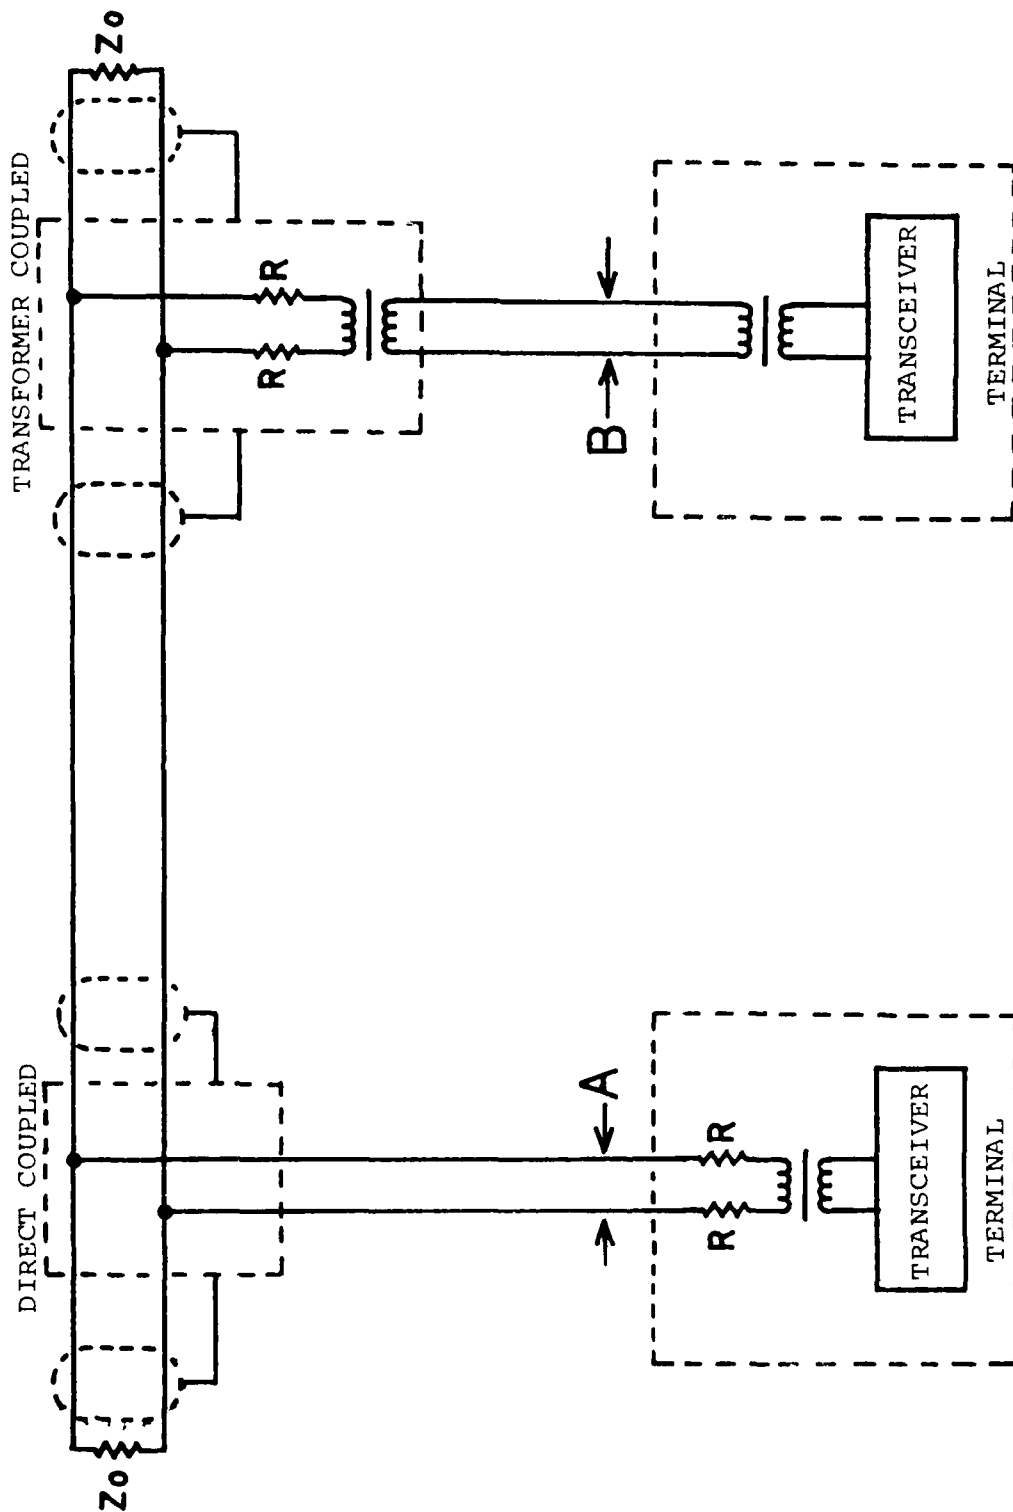 DIRECT COUPLED
TRANSFORMER COUPLED
Zo
Zo
R
R
A
B
R
R
TRANSCEIVER
TRANSCEIVER
TERMINAL
TERMINAL